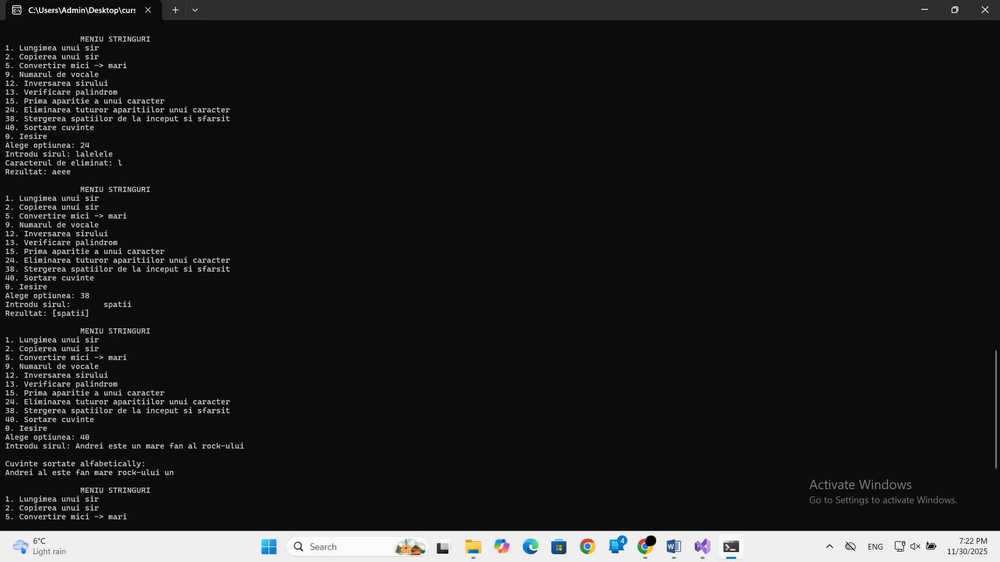 C:\Users\Admin\Desktop\curs
MENIU STRINGURI
1. Lungimea unui sir
2. Copierea unui sir
5. Convertire mici -> mari
9. Numarul de vocale
12. Inversarea sirului
13. Verificare palindrom
15. Prima aparitie a unui caracter
24. Eliminarea tuturor aparitiilor unui caracter
38. Stergerea spatiilor de la inceput si sfarsit
40. Sortare cuvinte
0. Iesire
Alege optiunea: 24
Introdu sirul: lalelele
Caracterul de eliminat: l
Rezultat: aeee
MENIU STRINGURI
1. Lungimea unui sir
2. Copierea unui sir
5. Convertire mici -> mari
9. Numarul de vocale
12. Inversarea sirului
13. Verificare palindrom
15. Prima aparitie a unui caracter
24. Eliminarea tuturor aparitiilor unui caracter
38. Stergerea spatiilor de la inceput si sfarsit
40. Sortare cuvinte
0. Iesire
Alege optiunea: 38
Introdu sirul:       spatii
Rezultat: [spatii]
MENIU STRINGURI
1. Lungimea unui sir
2. Copierea unui sir
5. Convertire mici -> mari
9. Numarul de vocale
12. Inversarea sirului
13. Verificare palindrom
15. Prima aparitie a unui caracter
24. Eliminarea tuturor aparitiilor unui caracter
38. Stergerea spatiilor de la inceput si sfarsit
40. Sortare cuvinte
0. Iesire
Alege optiunea: 40
Introdu sirul: Andrei este un mare fan al rock-ului
Cuvinte sortate alfabetically:
Andrei al este fan mare rock-ului un
MENIU STRINGURI
1. Lungimea unui sir
2. Copierea unui sir
5. Convertire mici -> mari
Activate Windows
Go to Settings to activate Windows.
6°C
Light rain
Search
4
ENG
7:22 PM
11/30/2025